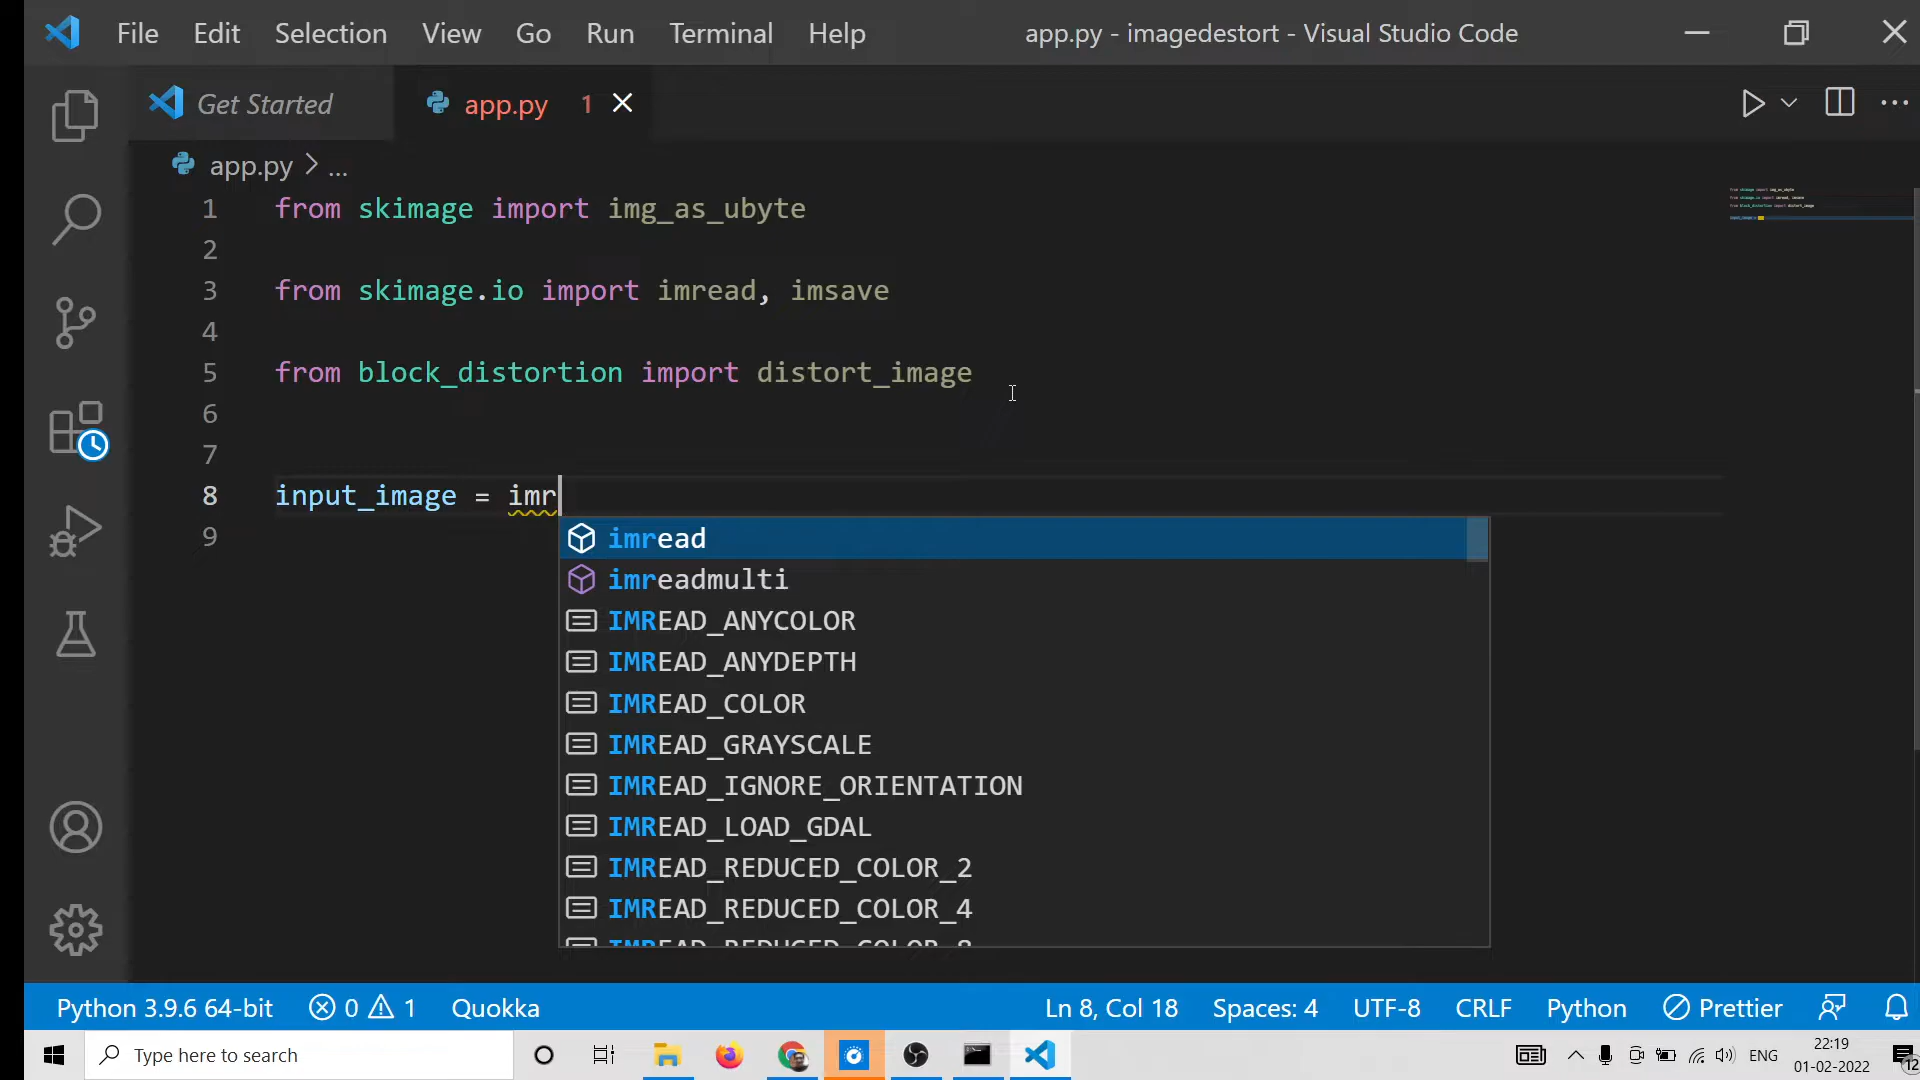 File Edit Selection View Go Run Terminal Help app.py - imagedestort - Visual Studio Code
Get Started app.py 1
app.py > ...
1 from skimage import img_as_ubyte
2
3 from skimage.io import imread, imsave
4
5 from block_distortion import distort_image
6
7
8 input_image = imr
9
imread
imreadmulti
IMREAD_ANYCOLOR
IMREAD_ANYDEPTH
IMREAD_COLOR
IMREAD_GRAYSCALE
IMREAD_IGNORE_ORIENTATION
IMREAD_LOAD_GDAL
IMREAD_REDUCED_COLOR_2
IMREAD_REDUCED_COLOR_4
IMREAD_REDUCED_COLOR_8
Python 3.9.6 64-bit 0 1 Quokka Ln 8, Col 18 Spaces: 4 UTF-8 CRLF Python Prettier
Type here to search ENG 22:19
01-02-2022 12